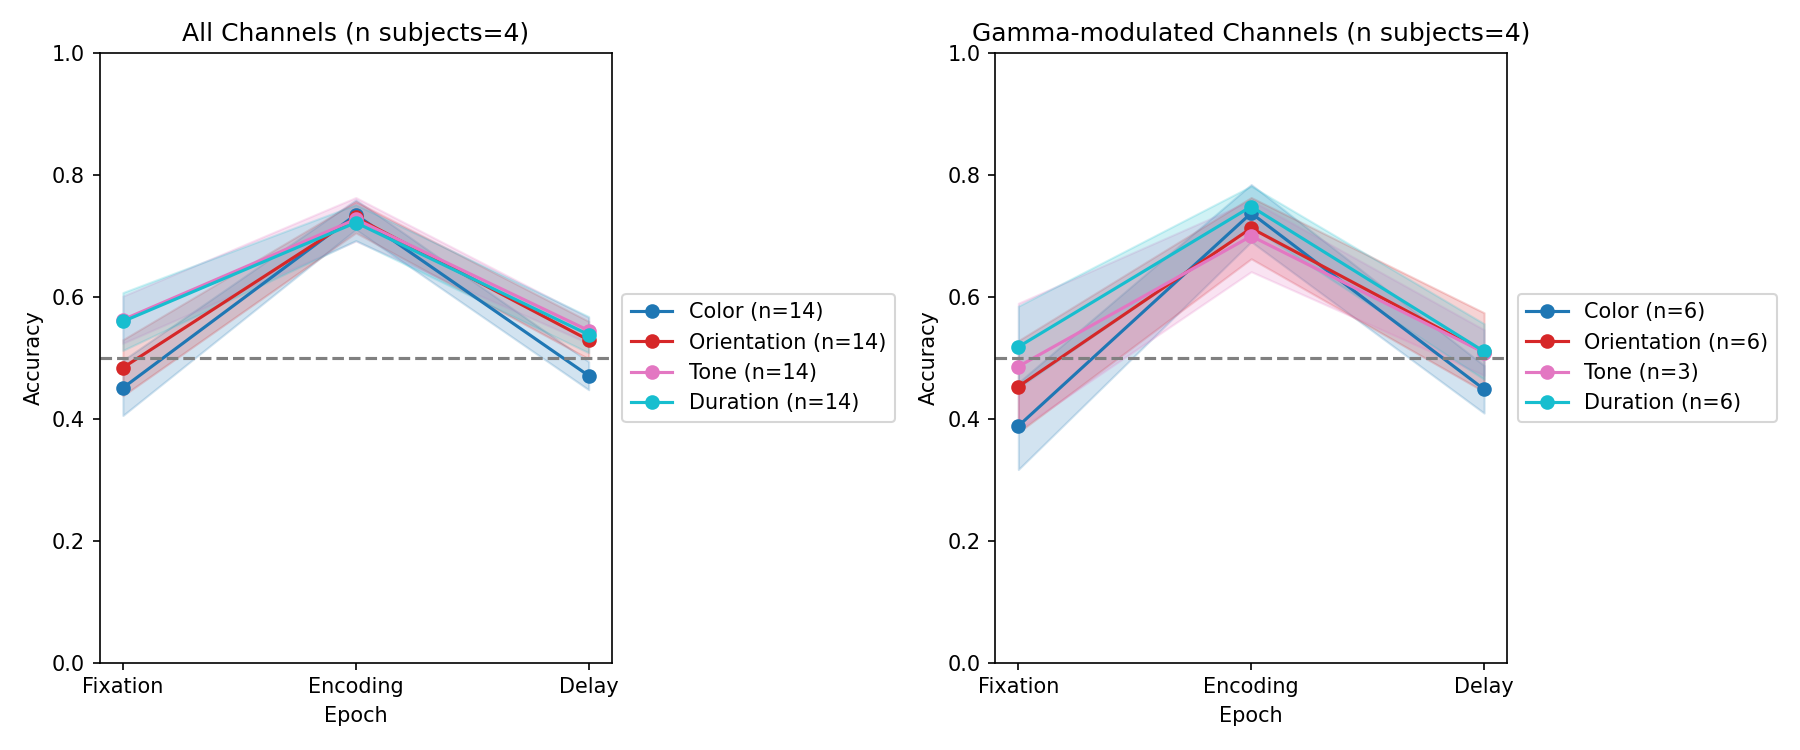 All Channels (n subjects=4)
1.0
0.8
0.6
0.4
0.2
0.0
Accuracy
Fixation
Encoding
Delay
Epoch
Color (n=14)
Orientation (n=14)
Tone (n=14)
Duration (n=14)
Gamma-modulated Channels (n subjects=4)
1.0
0.8
0.6
0.4
0.2
0.0
Accuracy
Fixation
Encoding
Delay
Epoch
Color (n=6)
Orientation (n=6)
Tone (n=3)
Duration (n=6)